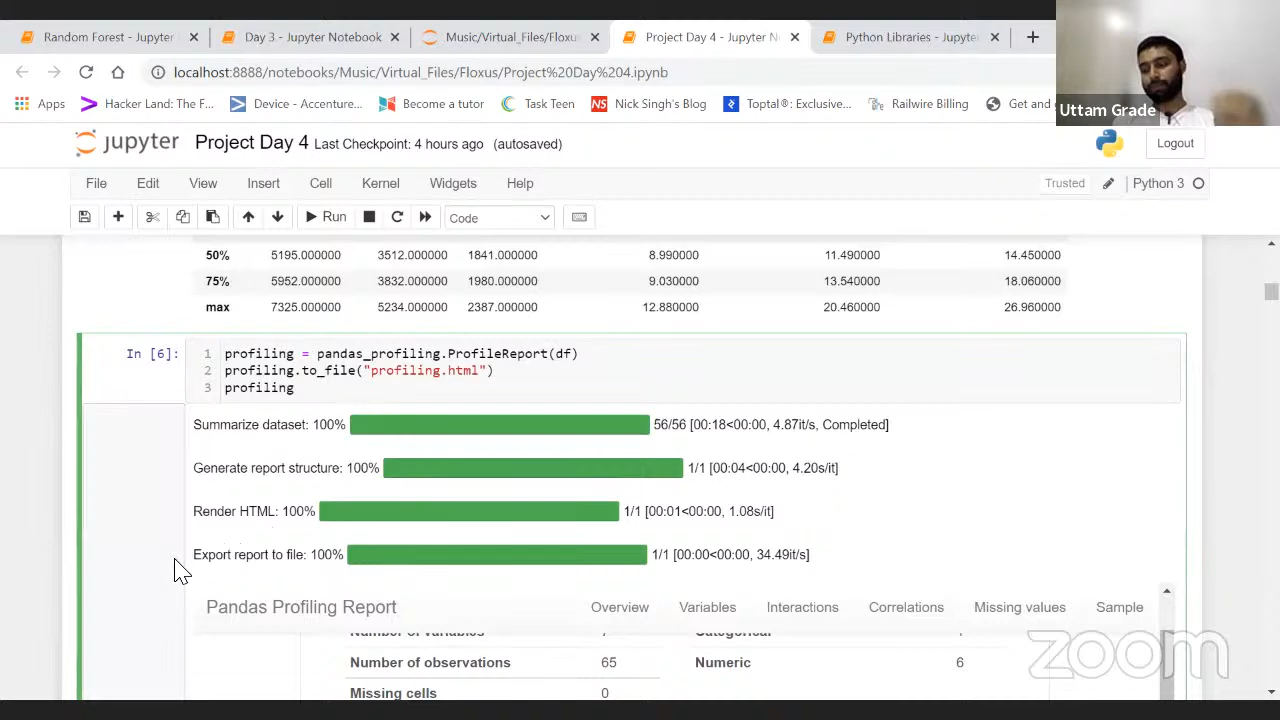 Random Forest - Jupyter
Day 3 - Jupyter Notebook
Music/Virtual_Files/Floxus
Project Day 4 - Jupyter N
Python Libraries - Jupyte
localhost:8888/notebooks/Music/Virtual_Files/Floxus/Project%20Day%204.ipynb
Apps
Hacker Land: The F...
Device - Accenture...
Become a tutor
Task Teen
NS
Nick Singh's Blog
Toptal®: Exclusive...
Railwire Billing
Get and
Uttam Grade
jupyter
Project Day 4 Last Checkpoint: 4 hours ago (autosaved)
Logout
File Edit View Insert Cell Kernel Widgets Help
Trusted
Python 3
Run
Code
50% 5195.000000 3512.000000 1841.000000 8.990000 11.490000 14.450000
75% 5952.000000 3832.000000 1980.000000 9.030000 13.540000 18.060000
max 7325.000000 5234.000000 2387.000000 12.880000 20.460000 26.960000
In [6]:
1 profiling = pandas_profiling.ProfileReport(df)
2 profiling.to_file("profiling.html")
3 profiling
Summarize dataset: 100% 56/56 [00:18<00:00, 4.87it/s, Completed]
Generate report structure: 100% 1/1 [00:04<00:00, 4.20s/it]
Render HTML: 100% 1/1 [00:01<00:00, 1.08s/it]
Export report to file: 100% 1/1 [00:00<00:00, 34.49it/s]
Pandas Profiling Report Overview Variables Interactions Correlations Missing values Sample
Number of variables 7 Categorical 1
Number of observations 65 Numeric 6
Missing cells 0
zoom